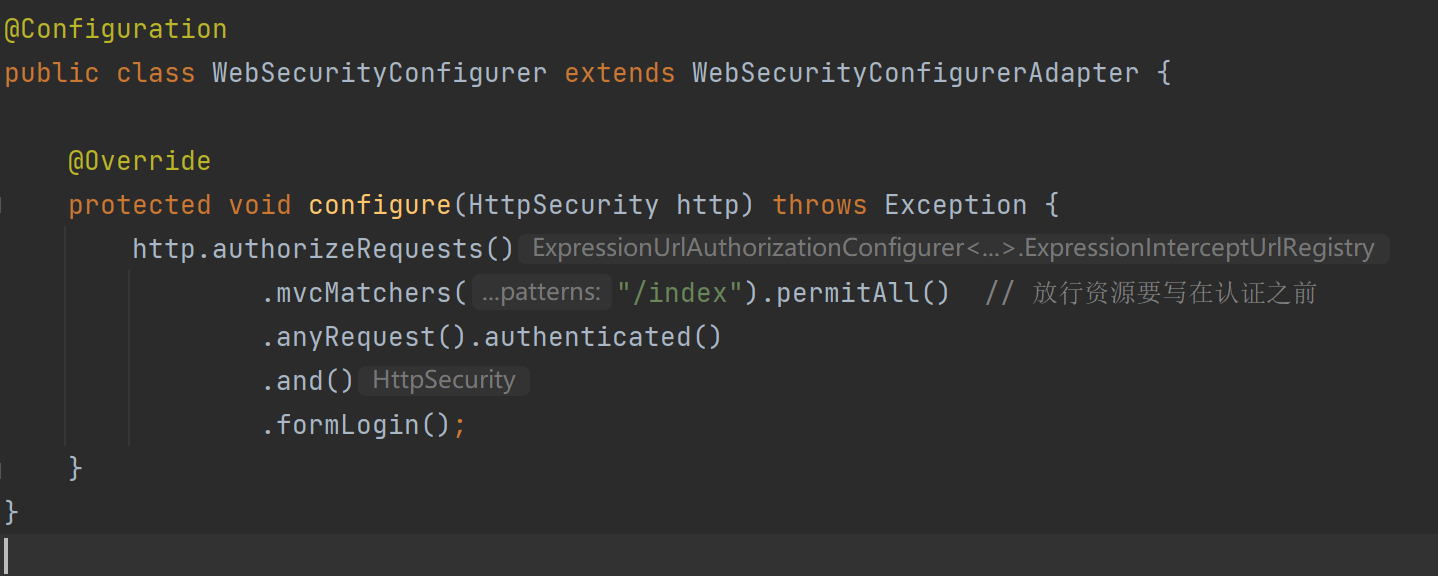 @Configuration
public class WebSecurityConfigurer extends WebSecurityConfigurerAdapter {
@Override
protected void configure(HttpSecurity http) throws Exception {
http.authorizeRequests() ExpressionUrlAuthorizationConfigurer<...>.ExpressionInterceptUrlRegistry
.mvcMatchers( ...patterns: "/index").permitAll() // 放行资源要写在认证之前
.anyRequest().authenticated()
.and() HttpSecurity
.formLogin();
}
}